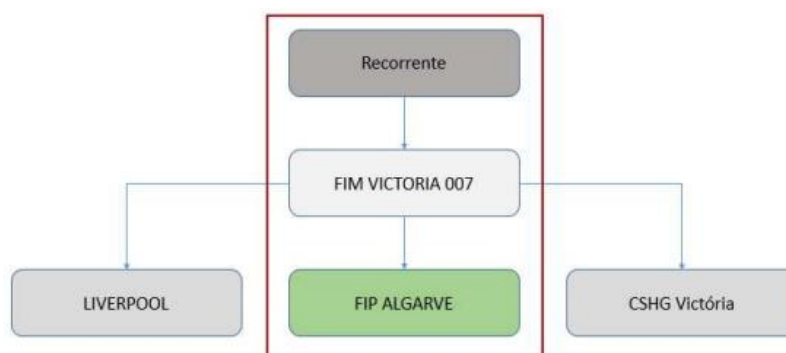 Recorrente
FIM VICTORIA 007
LIVERPOOL
FIP ALGARVE
CSHG Victória